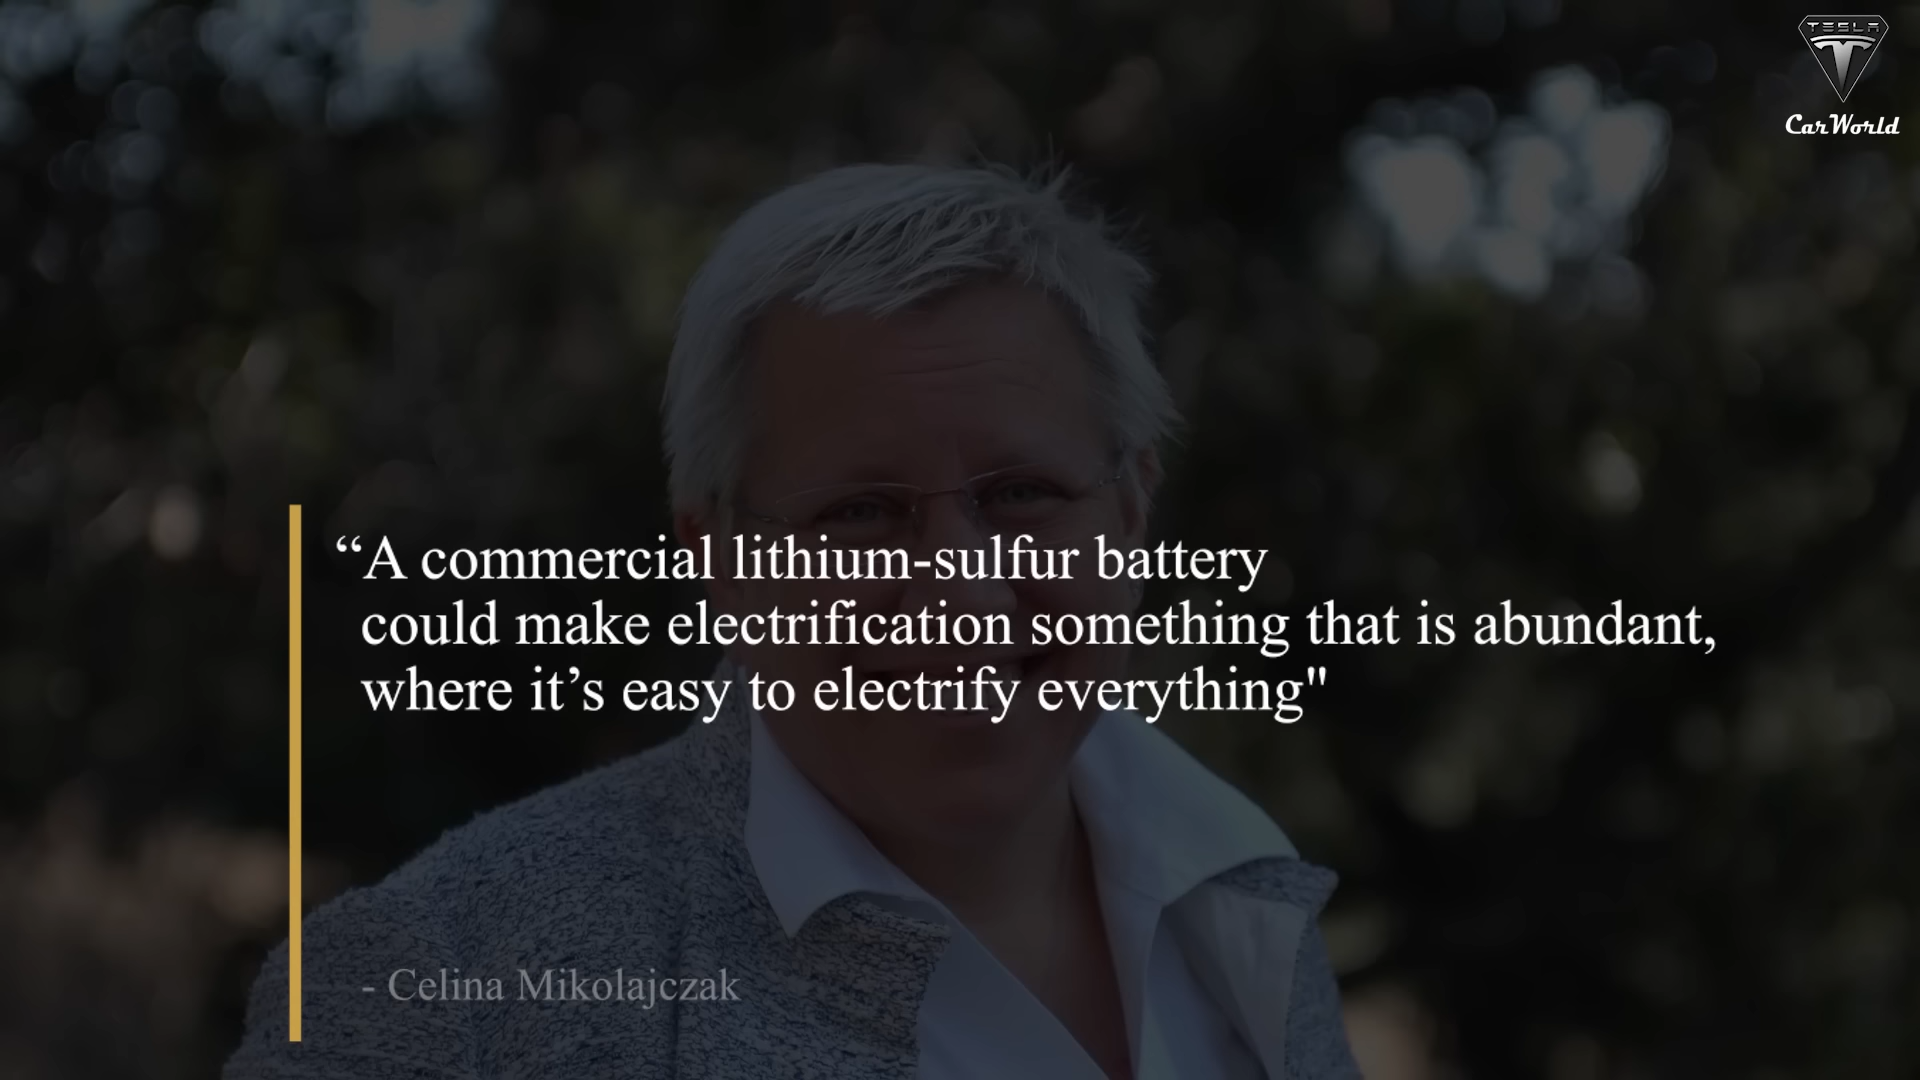 TESLA
CarWorld
“A commercial lithium-sulfur battery
could make electrification something that is abundant,
where it’s easy to electrify everything"
- Celina Mikolajczak